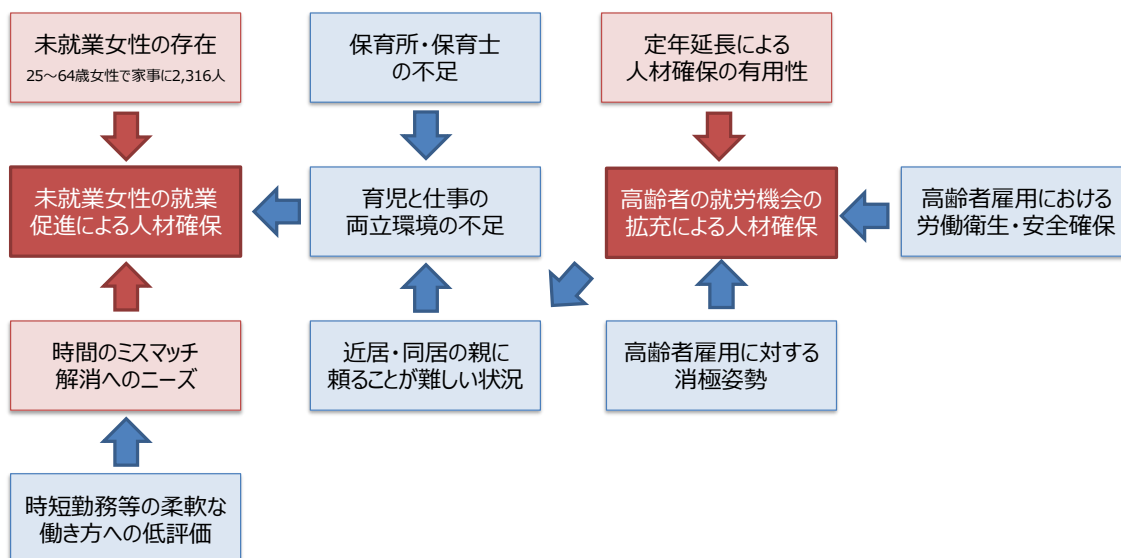 未就業女性の存在
25～64歳女性で家事に2,316人
保育所・保育士
の不足
定年延長による
人材確保の有用性
未就業女性の就業
促進による人材確保
育児と仕事の
両立環境の不足
高齢者の就労機会の
拡充による人材確保
高齢者雇用における
労働衛生・安全確保
時間のミスマッチ
解消へのニーズ
近居・同居の親に
頼ることが難しい状況
高齢者雇用に対する
消極姿勢
時短勤務等の柔軟な
働き方への低評価